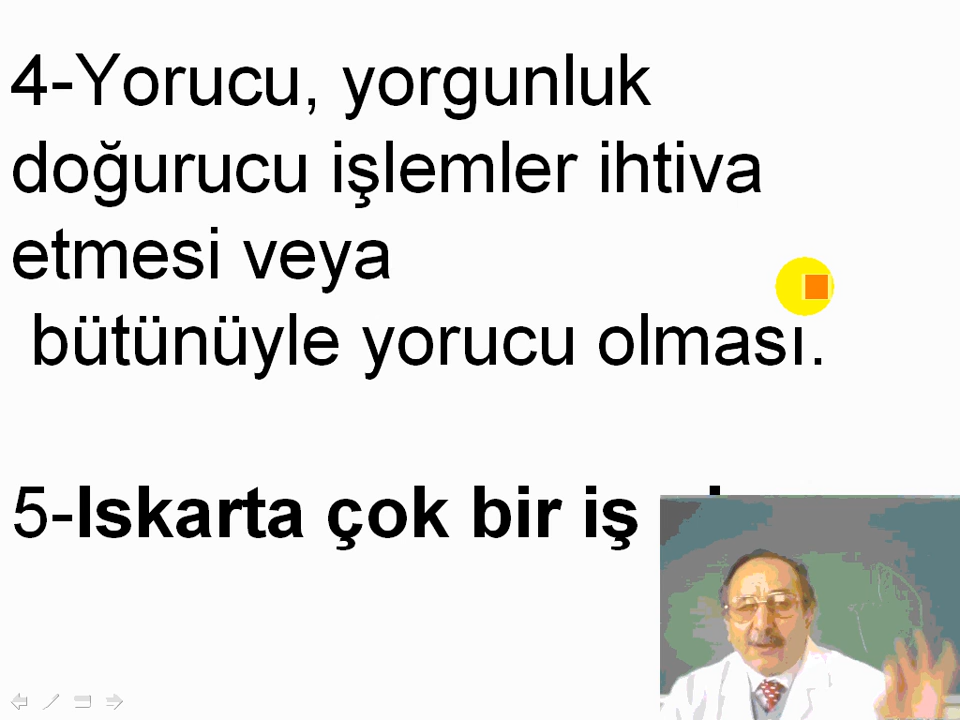 4-Yorucu, yorgunluk
doğurucu işlemler ihtiva
etmesi veya
bütünüyle yorucu olması.
5-Iskarta çok bir iş